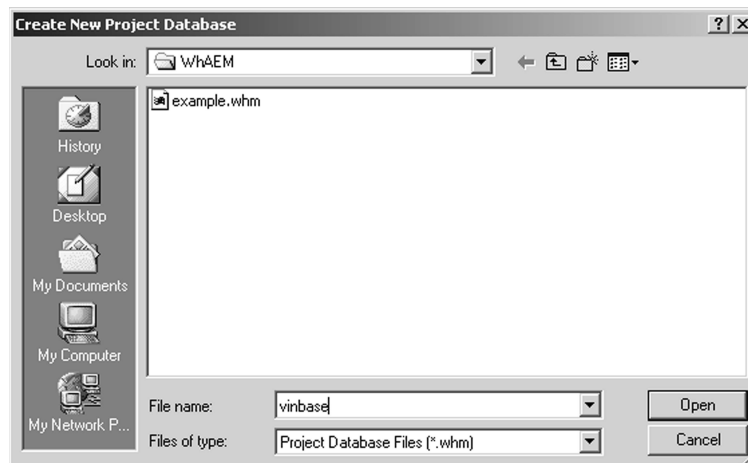 Create New Project Database
? X
Look in: WhAEM
example.whm
History
Desktop
My Documents
My Computer
My Network P...
File name: vinbase Open
Files of type: Project Database Files (*.whm) Cancel